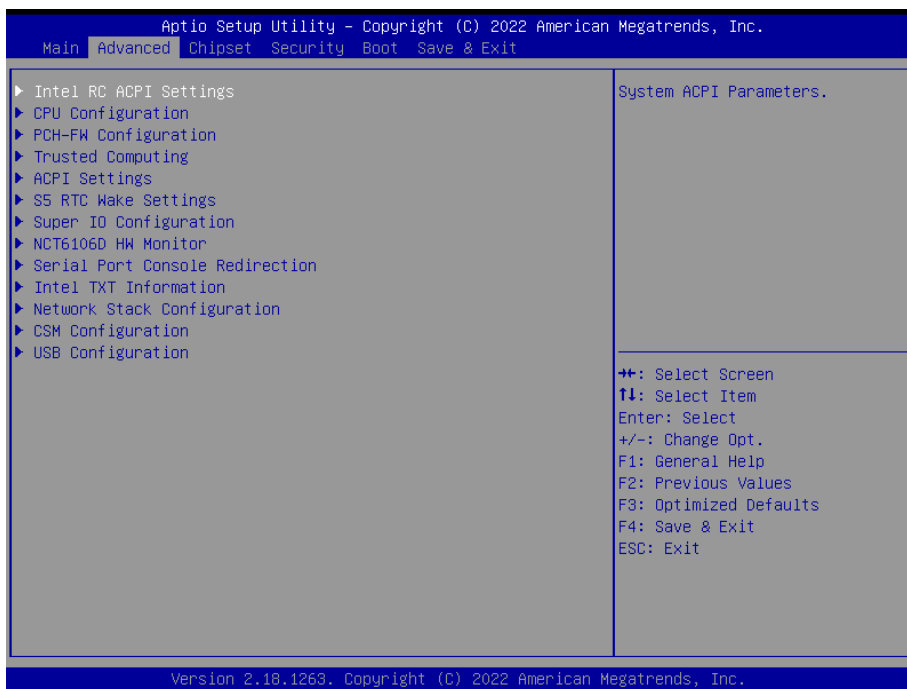 Aptio Setup Utility – Copyright (C) 2022 American Megatrends, Inc.
Main Advanced Chipset Security Boot Save & Exit
Intel RC ACPI Settings
CPU Configuration
PCH-FW Configuration
Trusted Computing
ACPI Settings
S5 RTC Wake Settings
Super IO Configuration
NCT6106D HW Monitor
Serial Port Console Redirection
Intel TXT Information
Network Stack Configuration
CSM Configuration
USB Configuration
System ACPI Parameters.
→←: Select Screen
↑↓: Select Item
Enter: Select
+/-: Change Opt.
F1: General Help
F2: Previous Values
F3: Optimized Defaults
F4: Save & Exit
ESC: Exit
Version 2.18.1263. Copyright (C) 2022 American Megatrends, Inc.